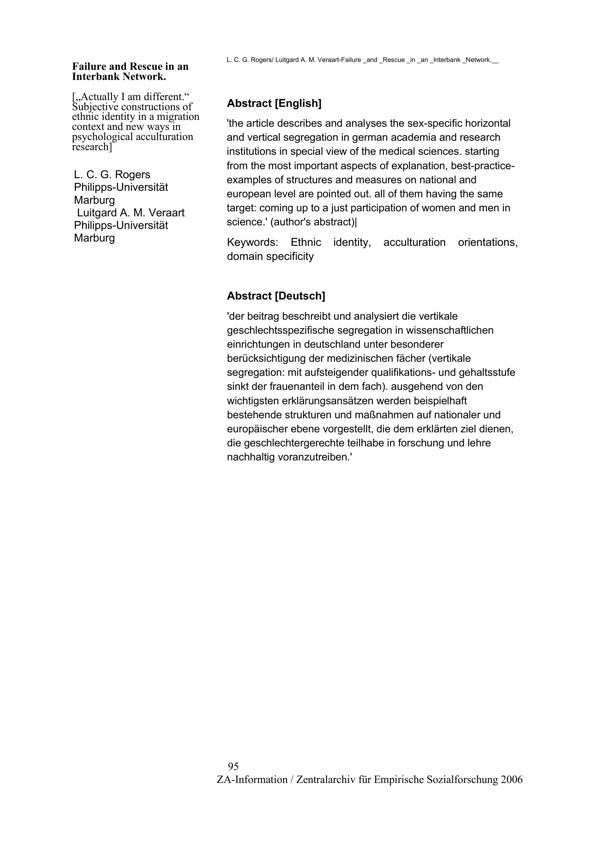 L. C. G. Rogers/ Luitgard A. M. Veraart-Failure _and _Rescue _in _an _Interbank _Network.__
Failure and Rescue in an
Interbank Network.
[„Actually I am different.“
Subjective constructions of
ethnic identity in a migration
context and new ways in
psychological acculturation
research]
L. C. G. Rogers
Philipps-Universität
Marburg
Luitgard A. M. Veraart
Philipps-Universität
Marburg
Abstract [English]
'the article describes and analyses the sex-specific horizontal
and vertical segregation in german academia and research
institutions in special view of the medical sciences. starting
from the most important aspects of explanation, best-practice-
examples of structures and measures on national and
european level are pointed out. all of them having the same
target: coming up to a just participation of women and men in
science.' (author's abstract)|
Keywords: Ethnic identity, acculturation orientations,
domain specificity
Abstract [Deutsch]
'der beitrag beschreibt und analysiert die vertikale
geschlechtsspezifische segregation in wissenschaftlichen
einrichtungen in deutschland unter besonderer
berücksichtigung der medizinischen fächer (vertikale
segregation: mit aufsteigender qualifikations- und gehaltsstufe
sinkt der frauenanteil in dem fach). ausgehend von den
wichtigsten erklärungsansätzen werden beispielhaft
bestehende strukturen und maßnahmen auf nationaler und
europäischer ebene vorgestellt, die dem erklärten ziel dienen,
die geschlechtergerechte teilhabe in forschung und lehre
nachhaltig voranzutreiben.'
95
ZA-Information / Zentralarchiv für Empirische Sozialforschung 2006